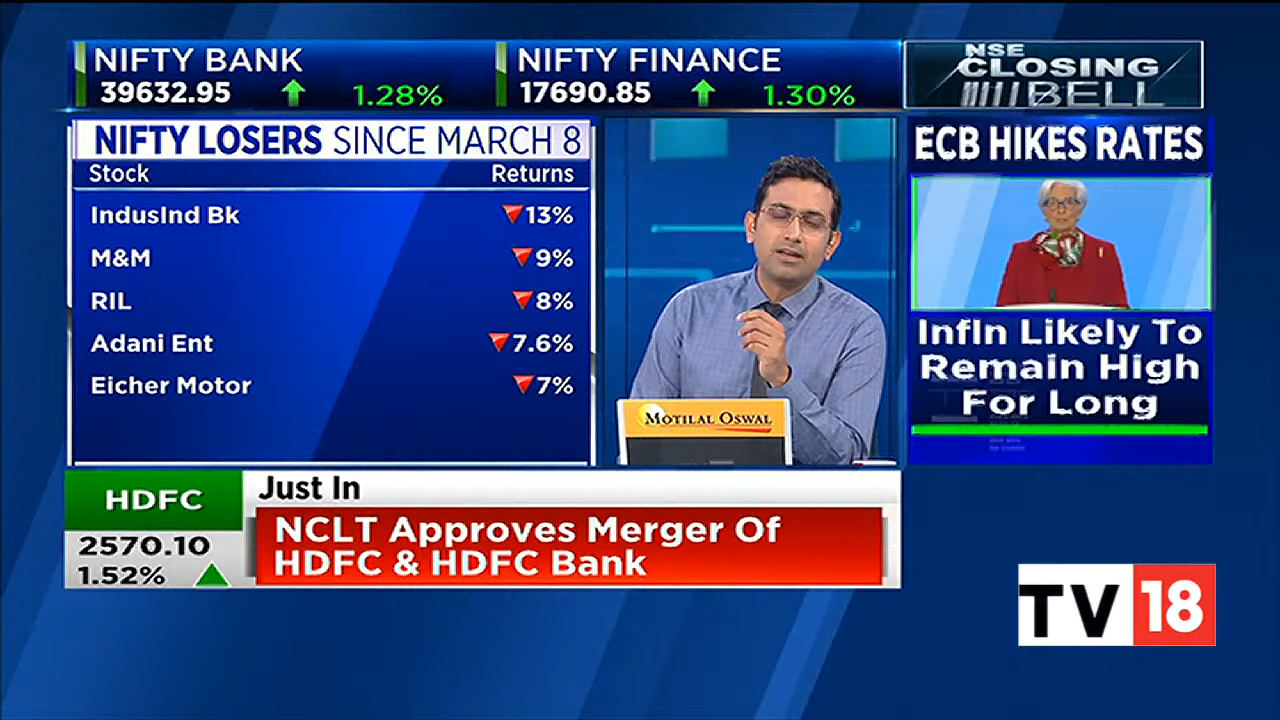 NIFTY BANK
39632.95 1.28%
NIFTY FINANCE
17690.85 1.30%
NSE
CLOSING
BELL
NIFTY LOSERS SINCE MARCH 8
Stock Returns
IndusInd Bk 13%
M&M 9%
RIL 8%
Adani Ent 7.6%
Eicher Motor 7%
MOTILAL OSWAL
ECB HIKES RATES
Infln Likely To
Remain High
For Long
HDFC
2570.10
1.52%
Just In
NCLT Approves Merger Of
HDFC & HDFC Bank
TV18